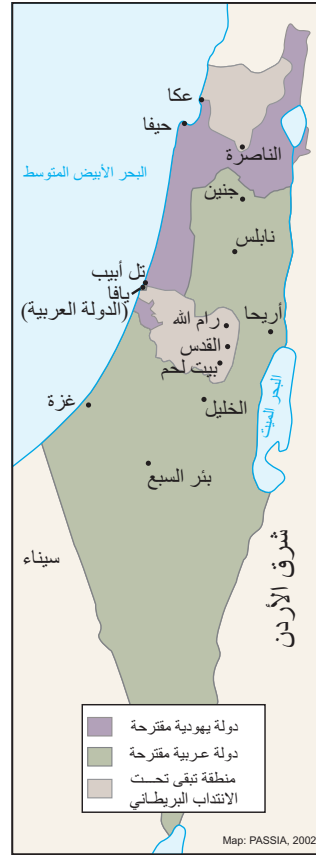 عكا
حيفا
البحر الأبيض المتوسط
الناصرة
جنين
نابلس
تل أبيب
يافا
(الدولة العربية)
أريحا
رام الله
القدس
بيت لحم
البحر الميت
الخليل
غزة
بئر السبع
سيناء
شرق الأردن
دولة يهودية مقترحة
دولة عربية مقترحة
منطقة تبقى تحت
الانتداب البريطاني
Map: PASSIA, 2002